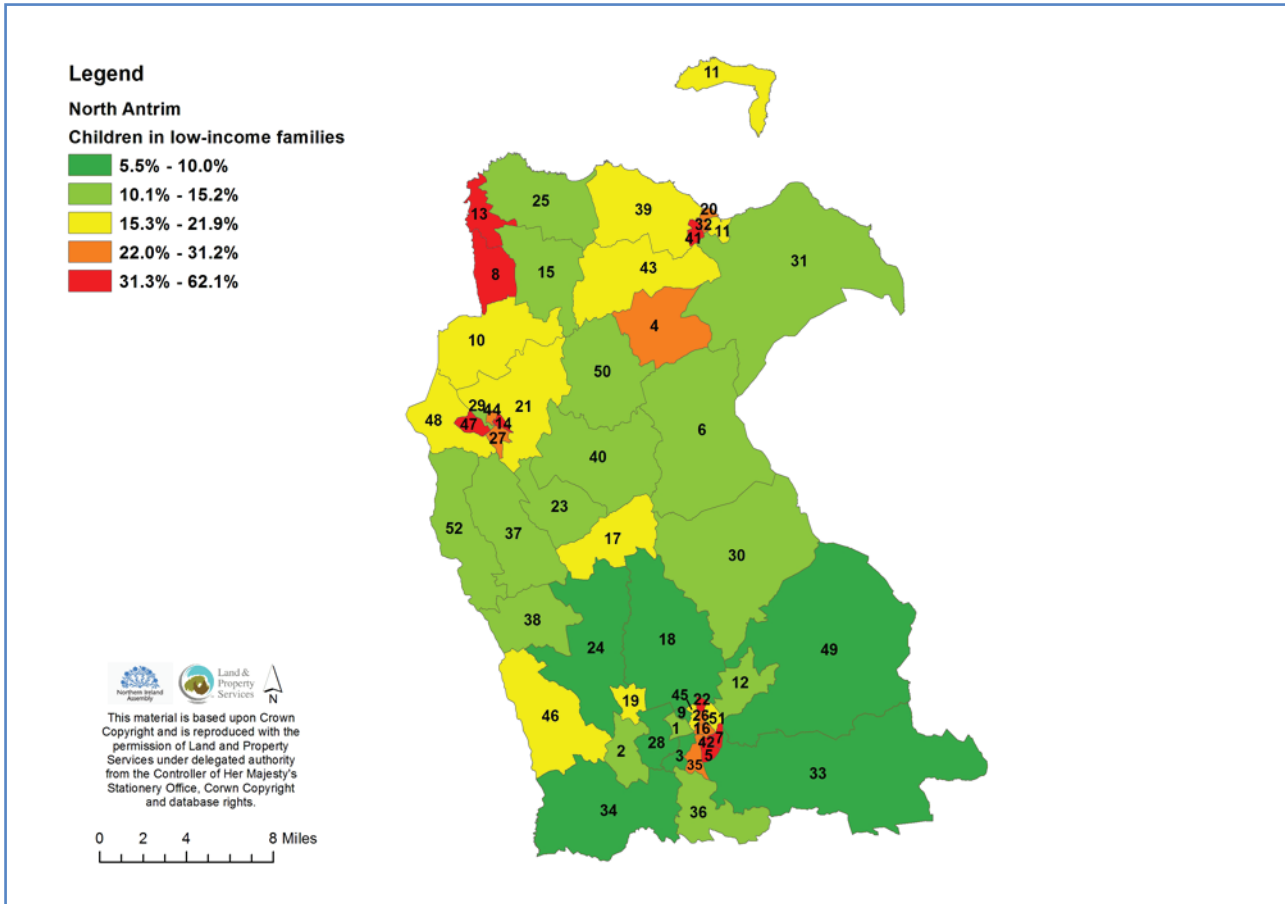 Legend
North Antrim
Children in low-income families
5.5% - 10.0%
10.1% - 15.2%
15.3% - 21.9%
22.0% - 31.2%
31.3% - 62.1%
11
25
39
20
13
32
11
41
31
8
15
43
4
10
50
29
44
21
48
47
14
27
6
40
23
52
37
17
30
38
24
18
49
12
45
22
19
9
26
51
46
1
16
7
2
28
42
3
5
35
33
34
36
Northern Ireland
Assembly
Land &
Property
Services
N
This material is based upon Crown
Copyright and is reproduced with the
permission of Land and Property
Services under delegated authority
from the Controller of Her Majesty's
Stationery Office, Corwn Copyright
and database rights.
0 2 4 8 Miles